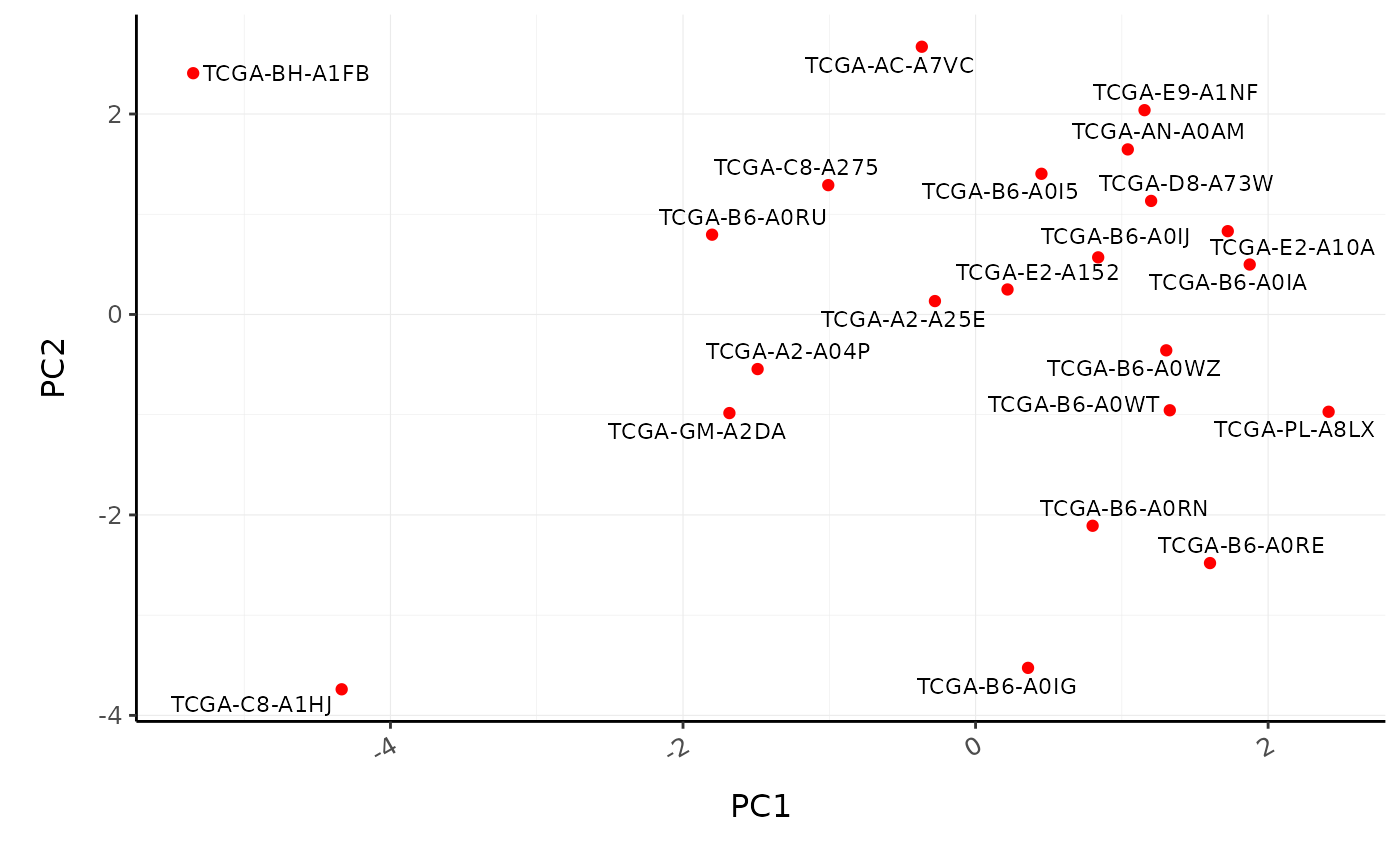 TCGA-AC-A7VC
TCGA-BH-A1FB
TCGA-E9-A1NF
2
TCGA-AN-A0AM
TCGA-C8-A275
TCGA-D8-A73W
TCGA-B6-A0I5
TCGA-B6-A0RU
TCGA-B6-A0IJ
TCGA-E2-A10A
TCGA-E2-A152
TCGA-B6-A0IA
0
TCGA-A2-A25E
TCGA-A2-A04P
PC2
TCGA-B6-A0WZ
TCGA-B6-A0WT
TCGA-GM-A2DA
TCGA-PL-A8LX
TCGA-B6-A0RN
-2
TCGA-B6-A0RE
TCGA-B6-A0IG
TCGA-C8-A1HJ
-4
-4
-2
0
2
PC1